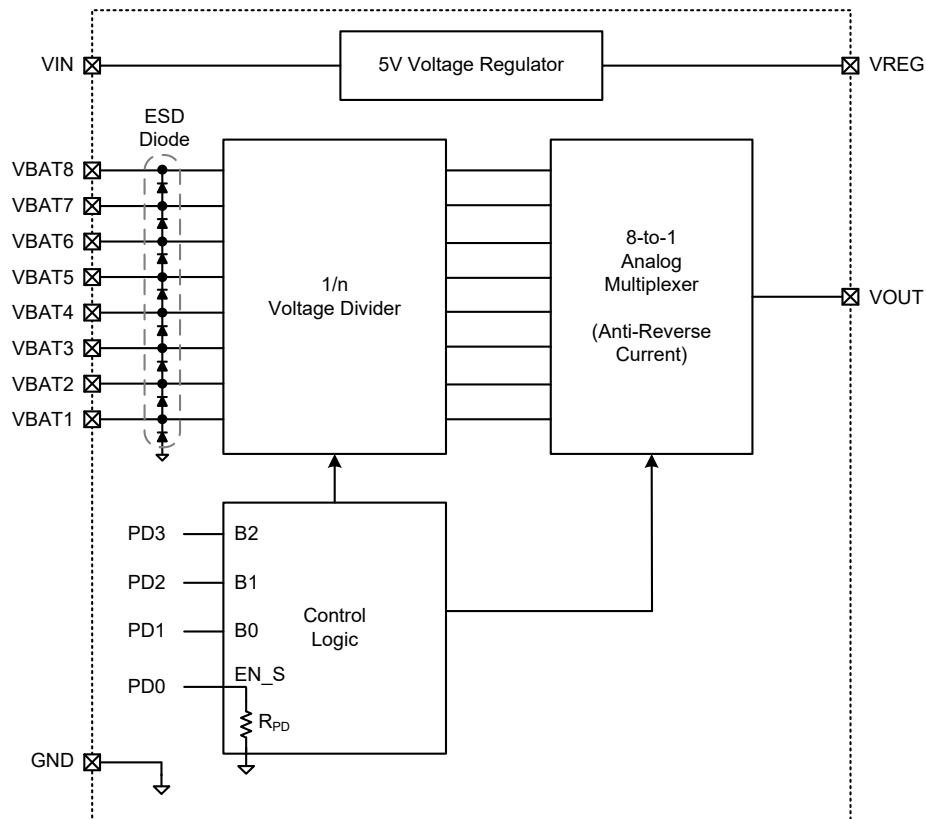 VIN
5V Voltage Regulator
VREG
ESD
Diode
VBAT8
VBAT7
VBAT6
VBAT5
VBAT4
VBAT3
VBAT2
VBAT1
1/n
Voltage Divider
8-to-1
Analog
Multiplexer
(Anti-Reverse
Current)
VOUT
PD3
B2
PD2
B1
PD1
B0
Control
Logic
EN_S
PD0
RPD
GND